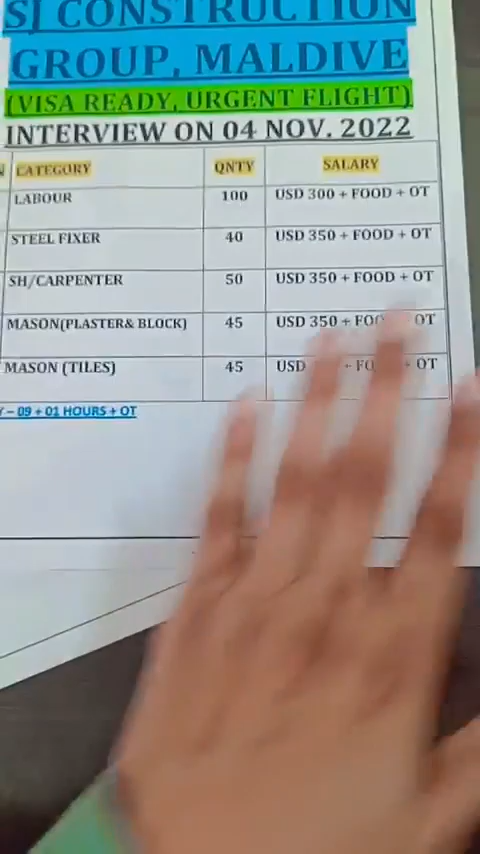 SJ CONSTRUCTION
GROUP, MALDIVE
(VISA READY, URGENT FLIGHT)
INTERVIEW ON 04 NOV. 2022
CATEGORY QNTY SALARY
LABOUR 100 USD 300 + FOOD + OT
STEEL FIXER 40 USD 350 + FOOD + OT
SH/CARPENTER 50 USD 350 + FOOD + OT
MASON(PLASTER& BLOCK) 45 USD 350 + OT
MASON (TILES) 45 USD + OT
– 09 + 01 HOURS + OT